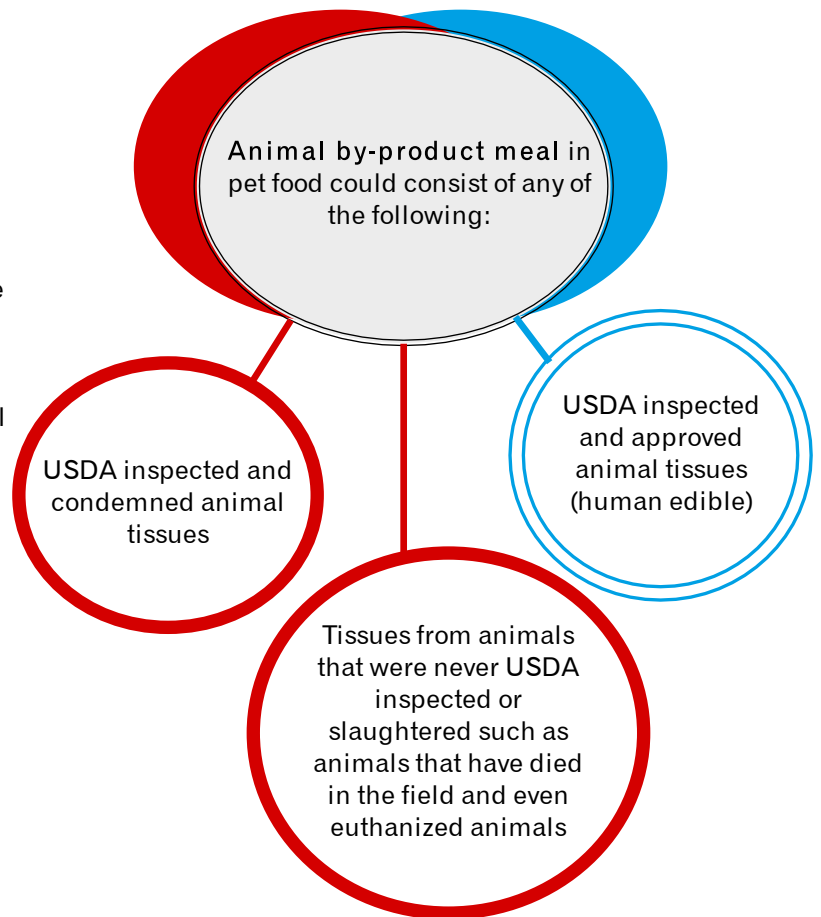 Animal by-product meal in
pet food could consist of any of
the following:
e
l
USDA inspected and
condemned animal
tissues
USDA inspected
and approved
animal tissues
(human edible)
Tissues from animals
that were never USDA
inspected or
slaughtered such as
animals that have died
in the field and even
euthanized animals